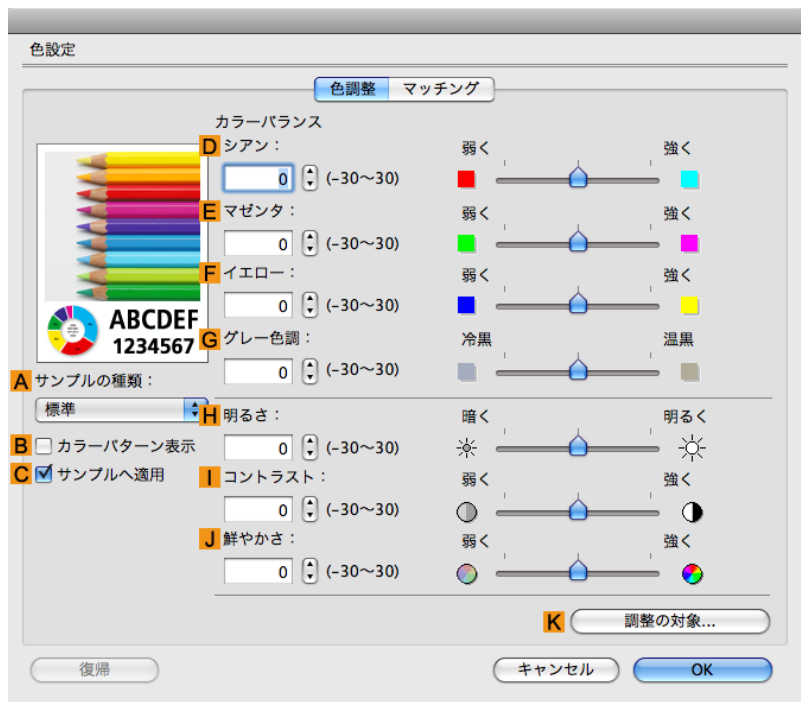 色設定
色調整 マッチング
カラーバランス
D シアン：
弱く 強く
0 (-30～30)
E マゼンタ：
弱く 強く
0 (-30～30)
F イエロー：
弱く 強く
0 (-30～30)
G グレー色調：
冷黒 温黒
0 (-30～30)
ABCDEF
1234567
A サンプルの種類：
標準
B カラーパターン表示
C サンプルへ適用
H 明るさ：
暗く 明るく
0 (-30～30)
I コントラスト：
弱く 強く
0 (-30～30)
J 鮮やかさ：
弱く 強く
0 (-30～30)
K 調整の対象...
復帰 キャンセル OK